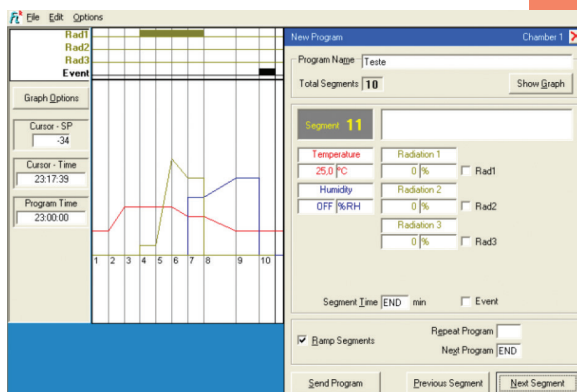 File Edit Options
Rad1
Rad2
Rad3
Event
Graph Options
Cursor - SP
-34
Cursor - Time
23:17:39
Program Time
23:00:00
1 2 3 4 5 6 7 8 9 10
New Program Chamber 1
Program Name Teste
Total Segments 10 Show Graph
Segment 11
Temperature Radiation 1
25,0 ºC 0 % Rad1
Humidity Radiation 2
OFF %RH 0 % Rad2
Radiation 3
0 % Rad3
Segment Time END min Event
Ramp Segments Repeat Program
Next Program END
Send Program Previous Segment Next Segment